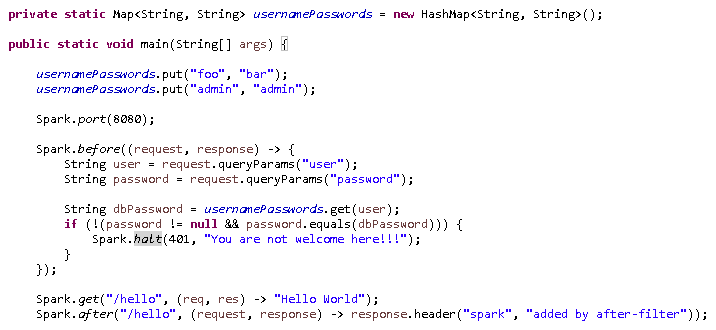 private static Map<String, String> usernamePasswords = new HashMap<String, String>();
public static void main(String[] args) {
usernamePasswords.put("foo", "bar");
usernamePasswords.put("admin", "admin");
Spark.port(8080);
Spark.before((request, response) -> {
String user = request.queryParams("user");
String password = request.queryParams("password");
String dbPassword = usernamePasswords.get(user);
if (!(password != null && password.equals(dbPassword))) {
Spark.halt(401, "You are not welcome here!!!");
}
});
Spark.get("/hello", (req, res) -> "Hello World");
Spark.after("/hello", (request, response) -> response.header("spark", "added by after-filter"));